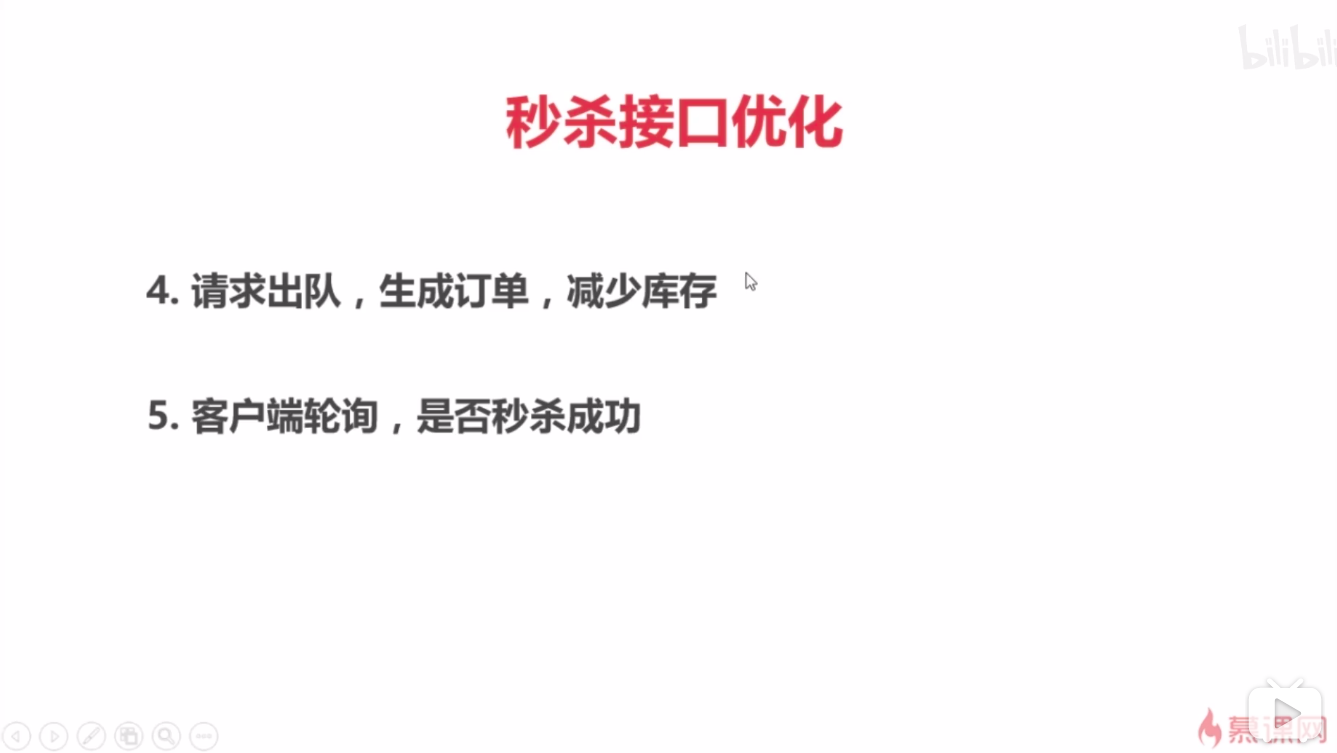 bilibili
秒杀接口优化
4. 请求出队，生成订单，减少库存
5. 客户端轮询，是否秒杀成功
慕课网